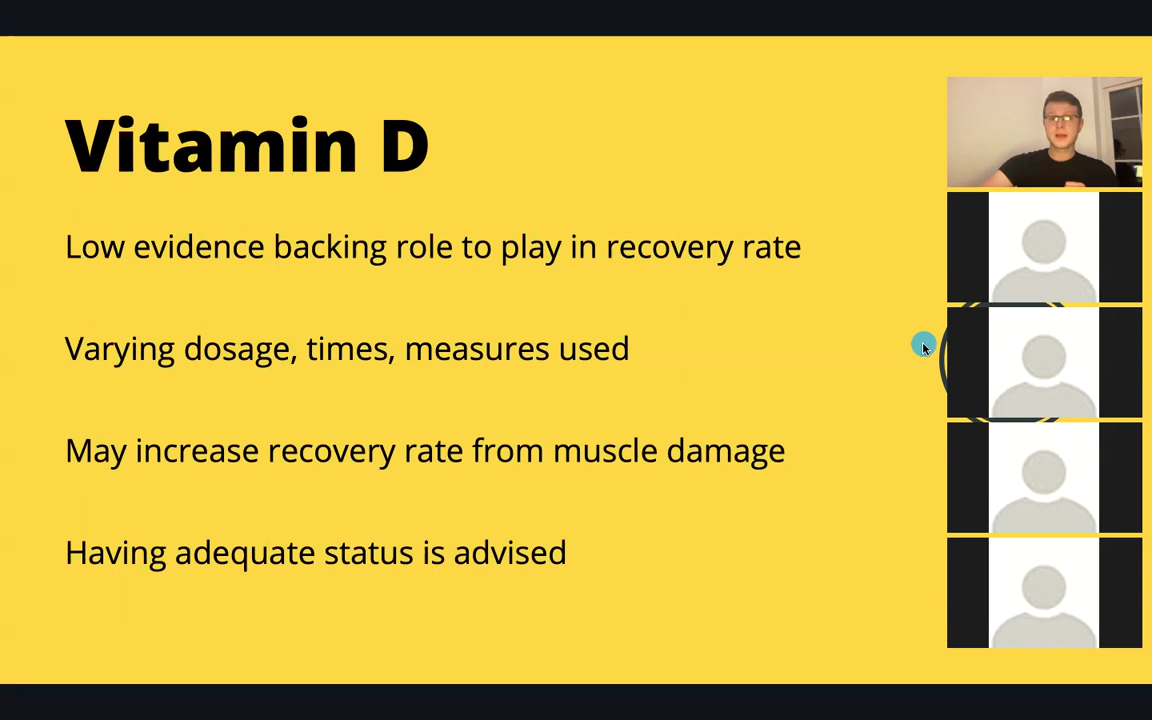 Vitamin D
Low evidence backing role to play in recovery rate
Varying dosage, times, measures used
May increase recovery rate from muscle damage
Having adequate status is advised